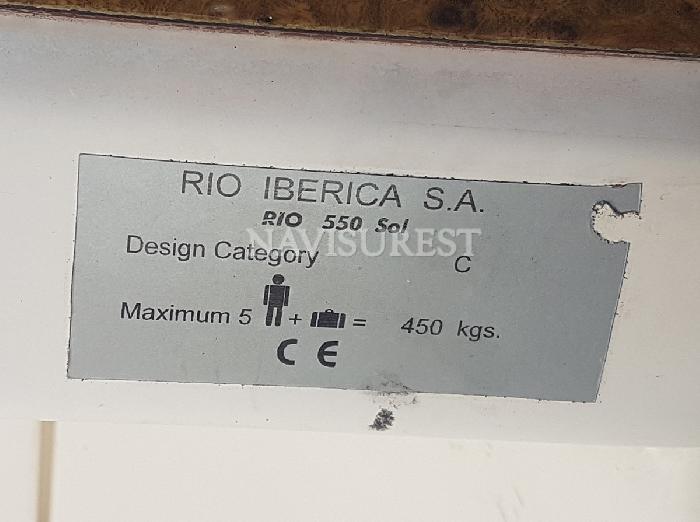 RIO IBERICA S.A.
RIO 550 Sol
NAVISUREST
Design Category C
Maximum 5 + = 450 kgs.
CE